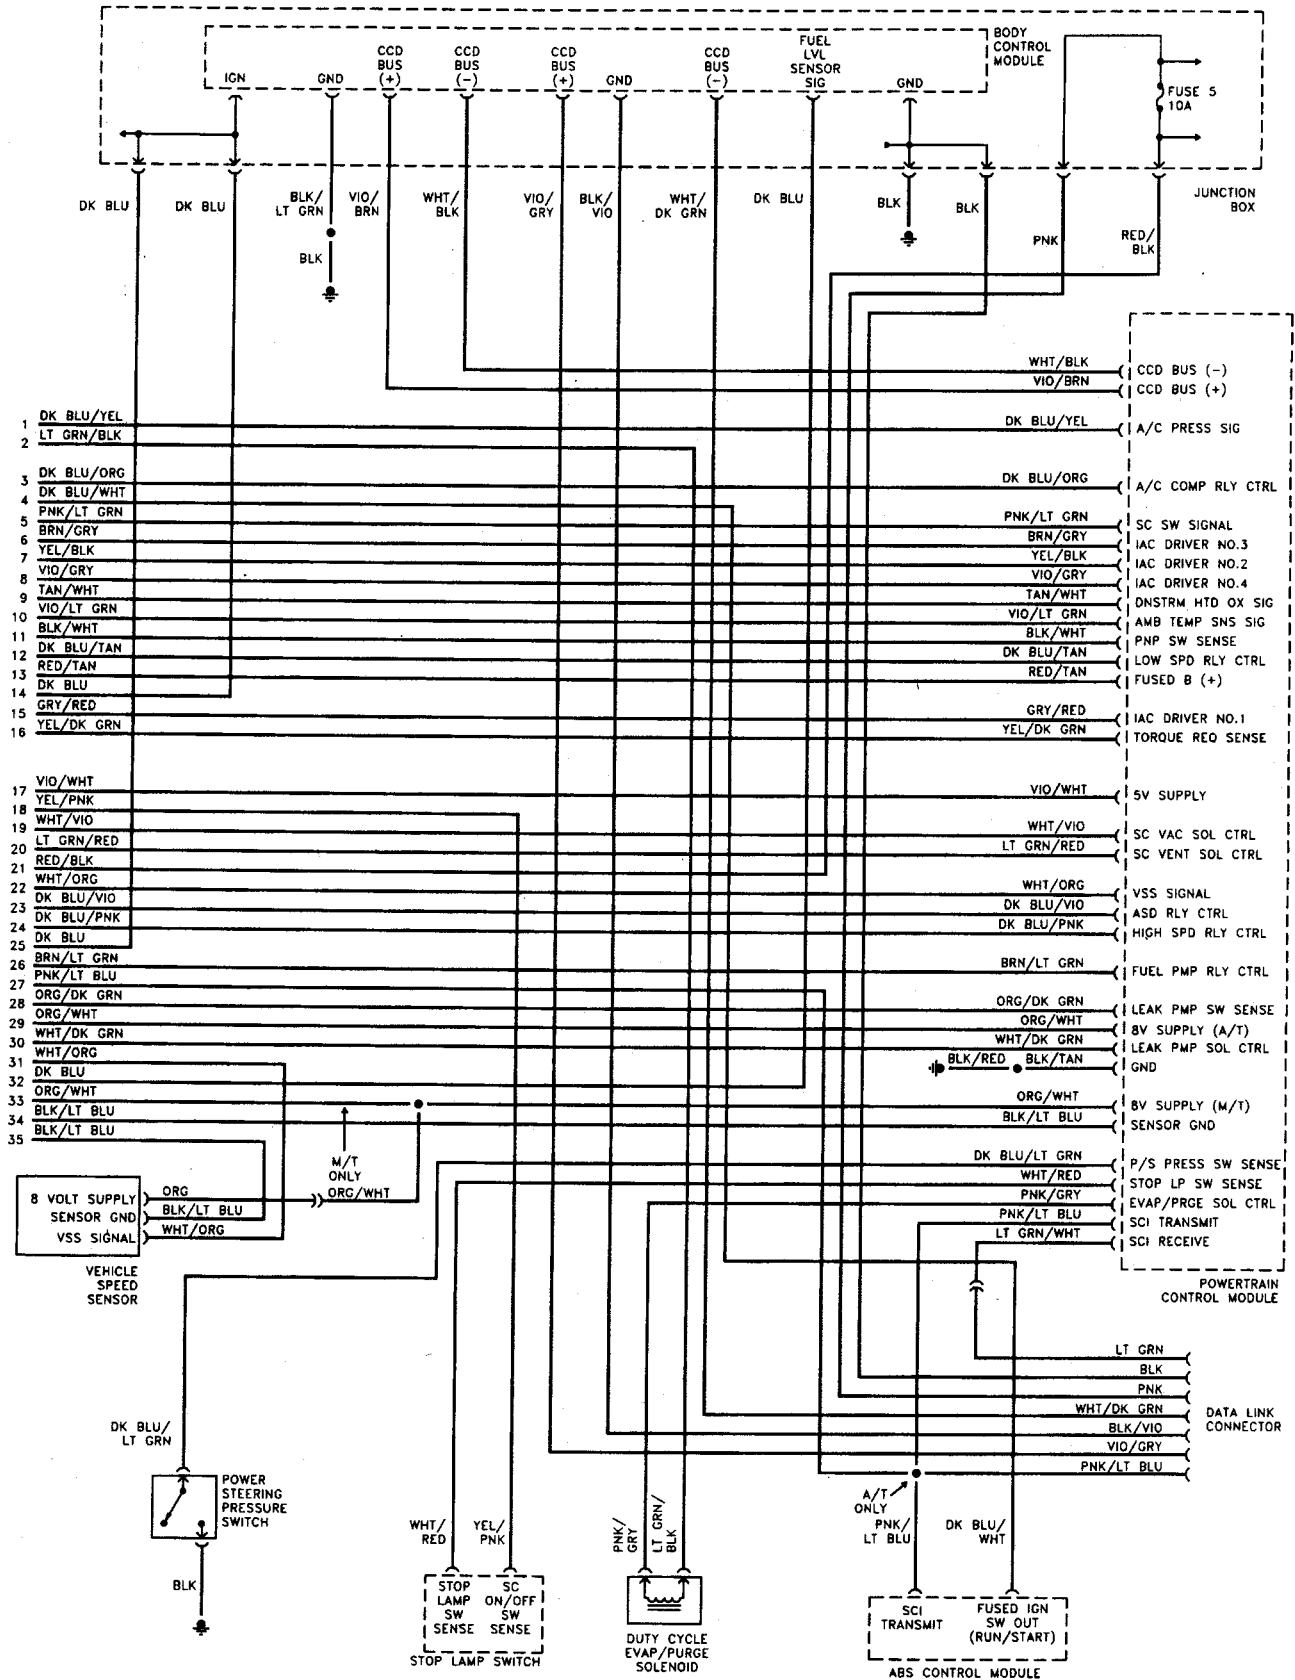 BODY
CONTROL
MODULE
IGN
GND
CCD
BUS
(+)
CCD
BUS
(-)
CCD
BUS
(+)
GND
CCD
BUS
(-)
FUEL
LVL
SENSOR
SIG
GND
FUSE 5
10A
JUNCTION
BOX
DK BLU
DK BLU
BLK/
LT GRN
BLK
VIO/
BRN
WHT/
BLK
VIO/
GRY
BLK/
VIO
WHT/
DK GRN
DK BLU
BLK
BLK
PNK
RED/
BLK
WHT/BLK
CCD BUS (-)
VIO/BRN
CCD BUS (+)
1 DK BLU/YEL
DK BLU/YEL
A/C PRESS SIG
2 LT GRN/BLK
3 DK BLU/ORG
DK BLU/ORG
A/C COMP RLY CTRL
4 DK BLU/WHT
5 PNK/LT GRN
PNK/LT GRN
SC SW SIGNAL
6 BRN/GRY
BRN/GRY
IAC DRIVER NO.3
7 YEL/BLK
YEL/BLK
IAC DRIVER NO.2
8 VIO/GRY
VIO/GRY
IAC DRIVER NO.4
9 TAN/WHT
TAN/WHT
DNSTRM HTD OX SIG
10 VIO/LT GRN
VIO/LT GRN
AMB TEMP SNS SIG
11 BLK/WHT
BLK/WHT
PNP SW SENSE
12 DK BLU/TAN
DK BLU/TAN
LOW SPD RLY CTRL
13 RED/TAN
RED/TAN
FUSED B (+)
14 DK BLU
15 GRY/RED
GRY/RED
IAC DRIVER NO.1
16 YEL/DK GRN
YEL/DK GRN
TORQUE REQ SENSE
17 VIO/WHT
VIO/WHT
5V SUPPLY
18 YEL/PNK
19 WHT/VIO
WHT/VIO
SC VAC SOL CTRL
20 LT GRN/RED
LT GRN/RED
SC VENT SOL CTRL
21 RED/BLK
22 WHT/ORG
WHT/ORG
VSS SIGNAL
23 DK BLU/VIO
DK BLU/VIO
ASD RLY CTRL
24 DK BLU/PNK
DK BLU/PNK
HIGH SPD RLY CTRL
25 DK BLU
26 BRN/LT GRN
BRN/LT GRN
FUEL PMP RLY CTRL
27 PNK/LT BLU
28 ORG/DK GRN
ORG/DK GRN
LEAK PMP SW SENSE
29 ORG/WHT
ORG/WHT
8V SUPPLY (A/T)
30 WHT/DK GRN
WHT/DK GRN
LEAK PMP SOL CTRL
31 WHT/ORG
BLK/RED
BLK/TAN
GND
32 DK BLU
33 ORG/WHT
ORG/WHT
8V SUPPLY (M/T)
34 BLK/LT BLU
BLK/LT BLU
SENSOR GND
35 BLK/LT BLU
M/T
ONLY
DK BLU/LT GRN
P/S PRESS SW SENSE
WHT/RED
STOP LP SW SENSE
PNK/GRY
EVAP/PRGE SOL CTRL
PNK/LT BLU
SCI TRANSMIT
LT GRN/WHT
SCI RECEIVE
POWERTRAIN
CONTROL MODULE
8 VOLT SUPPLY
ORG
ORG/WHT
SENSOR GND
BLK/LT BLU
VSS SIGNAL
WHT/ORG
VEHICLE
SPEED
SENSOR
LT GRN
BLK
PNK
WHT/DK GRN
BLK/VIO
VIO/GRY
PNK/LT BLU
DATA LINK
CONNECTOR
DK BLU/
LT GRN
POWER
STEERING
PRESSURE
SWITCH
BLK
WHT/
RED
YEL/
PNK
STOP
LAMP
SW
SENSE
SC
ON/OFF
SW
SENSE
STOP LAMP SWITCH
PNK/
GRY
LT GRN/
BLK
DUTY CYCLE
EVAP/PURGE
SOLENOID
A/T
ONLY
PNK/
LT BLU
DK BLU/
WHT
SCI
TRANSMIT
FUSED IGN
SW OUT
(RUN/START)
ABS CONTROL MODULE